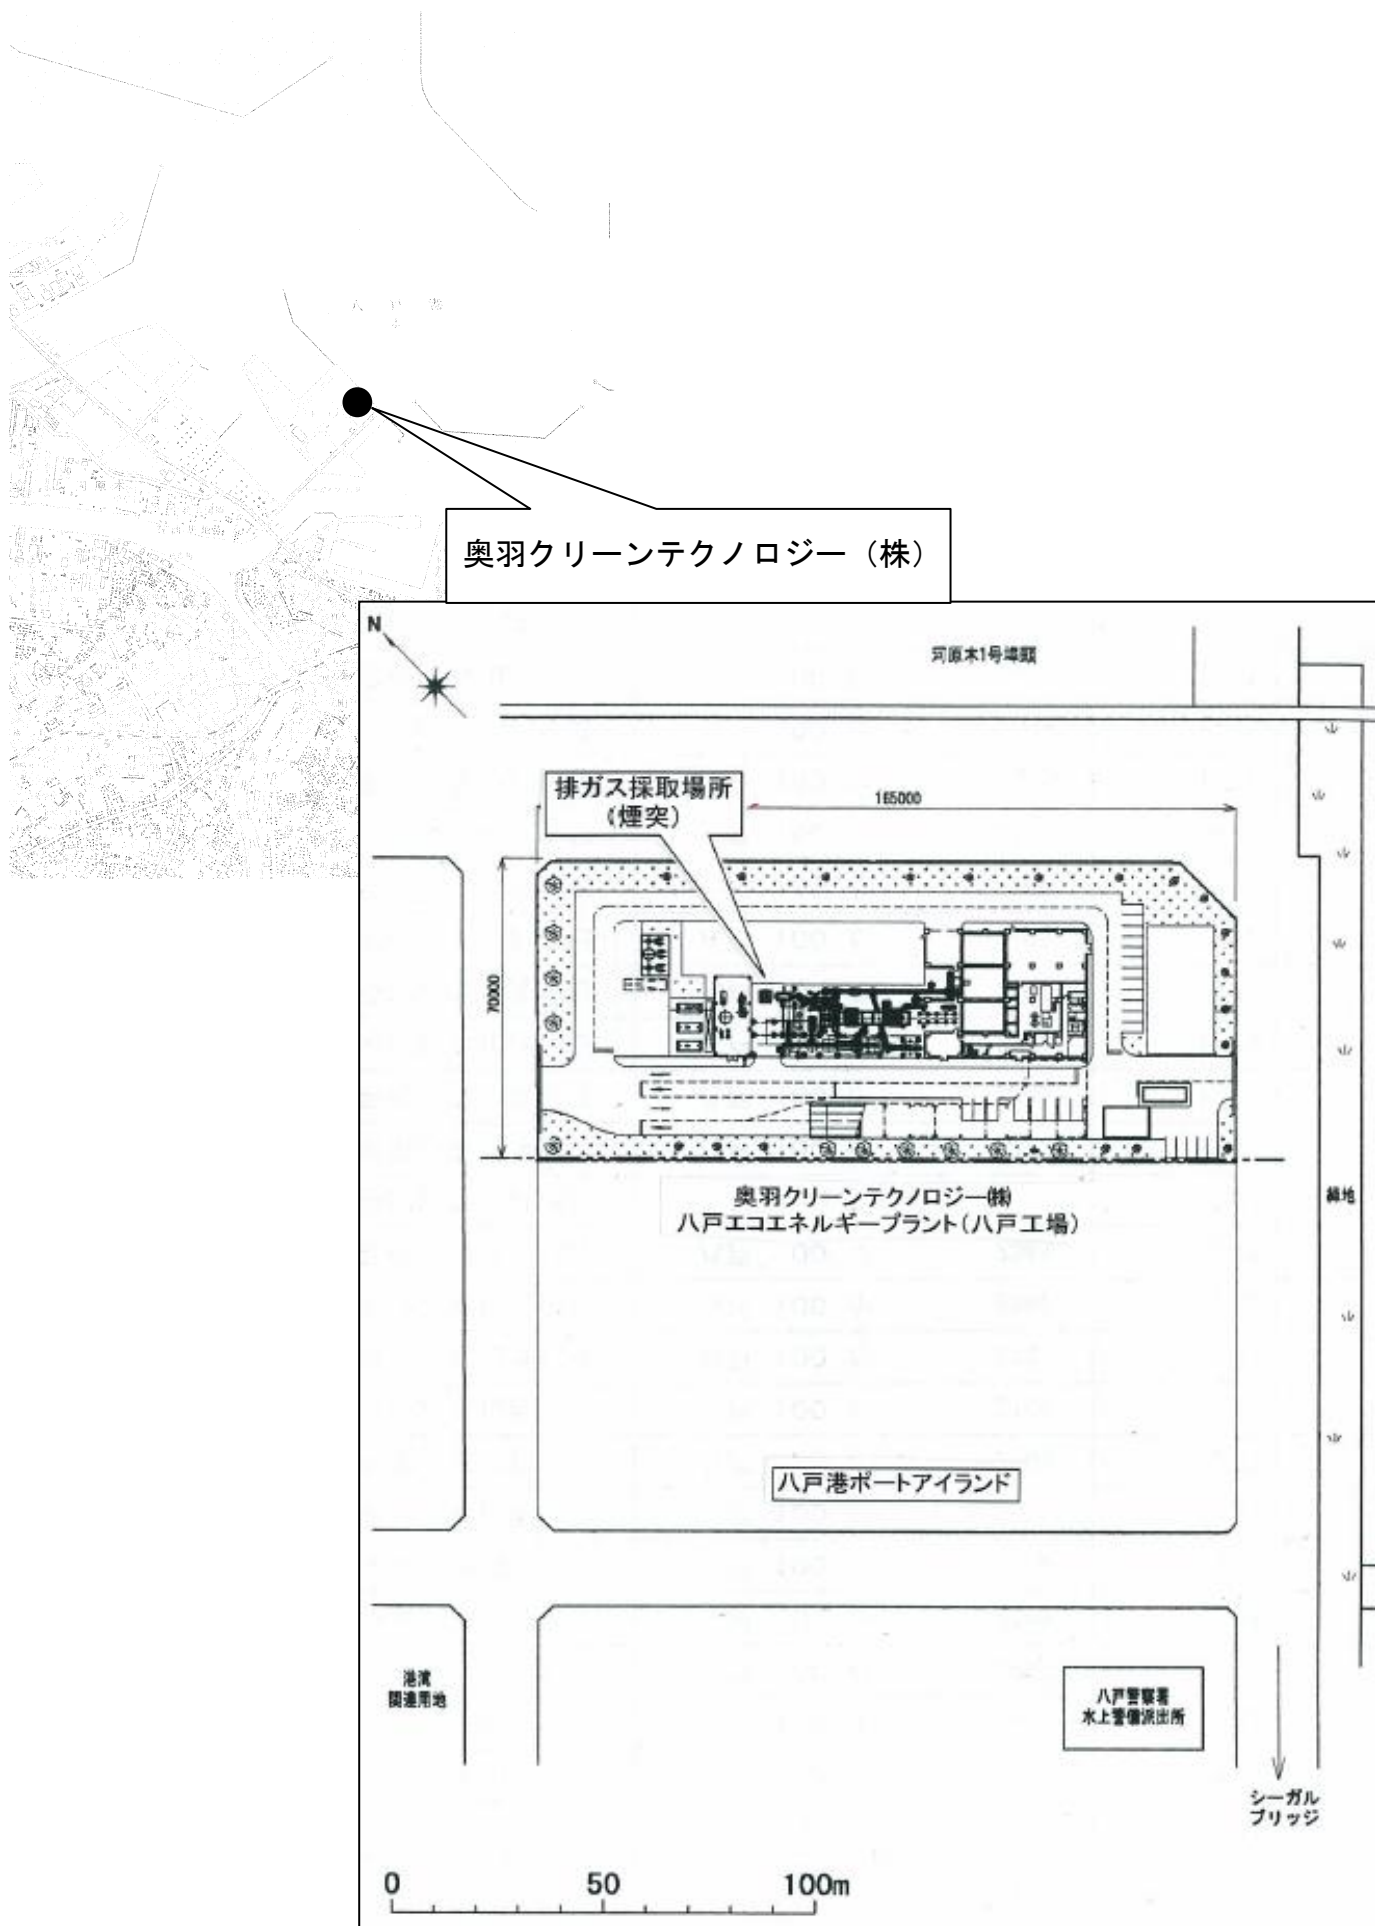 八戸港
奥羽クリーンテクノロジー（株）
N
河原木1号埠頭
排ガス採取場所
(煙突)
165000
70000
奥羽クリーンテクノロジー㈱
八戸エコエネルギープラント(八戸工場)
緑地
八戸港ポートアイランド
港湾
関連用地
八戸警察署
水上警備派出所
シーガル
ブリッジ
0 50 100m